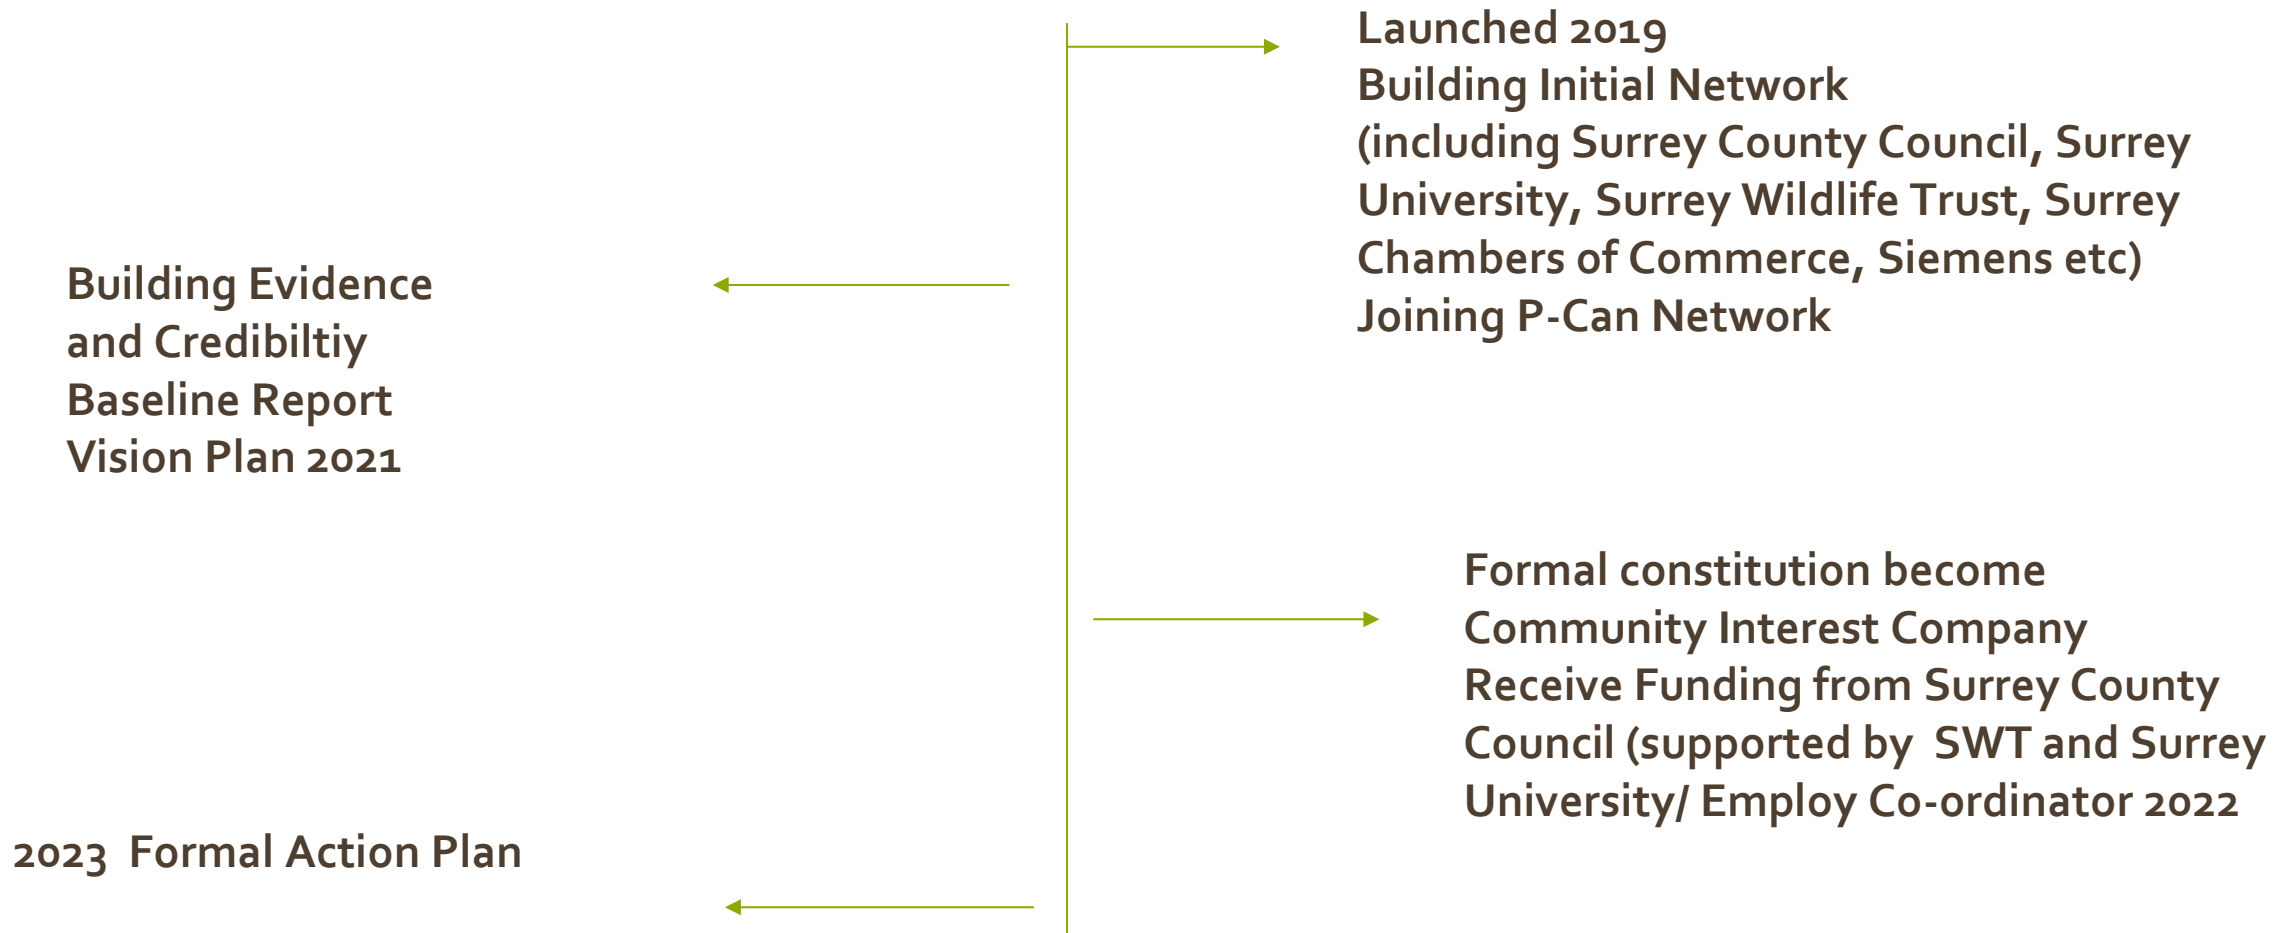 Launched 2019
Building Initial Network
(including Surrey County Council, Surrey
University, Surrey Wildlife Trust, Surrey
Chambers of Commerce, Siemens etc)
Joining P-Can Network
Building Evidence
and Credibiltiy
Baseline Report
Vision Plan 2021
Formal constitution become
Community Interest Company
Receive Funding from Surrey County
Council (supported by  SWT and Surrey
University/ Employ Co-ordinator 2022
2023  Formal Action Plan